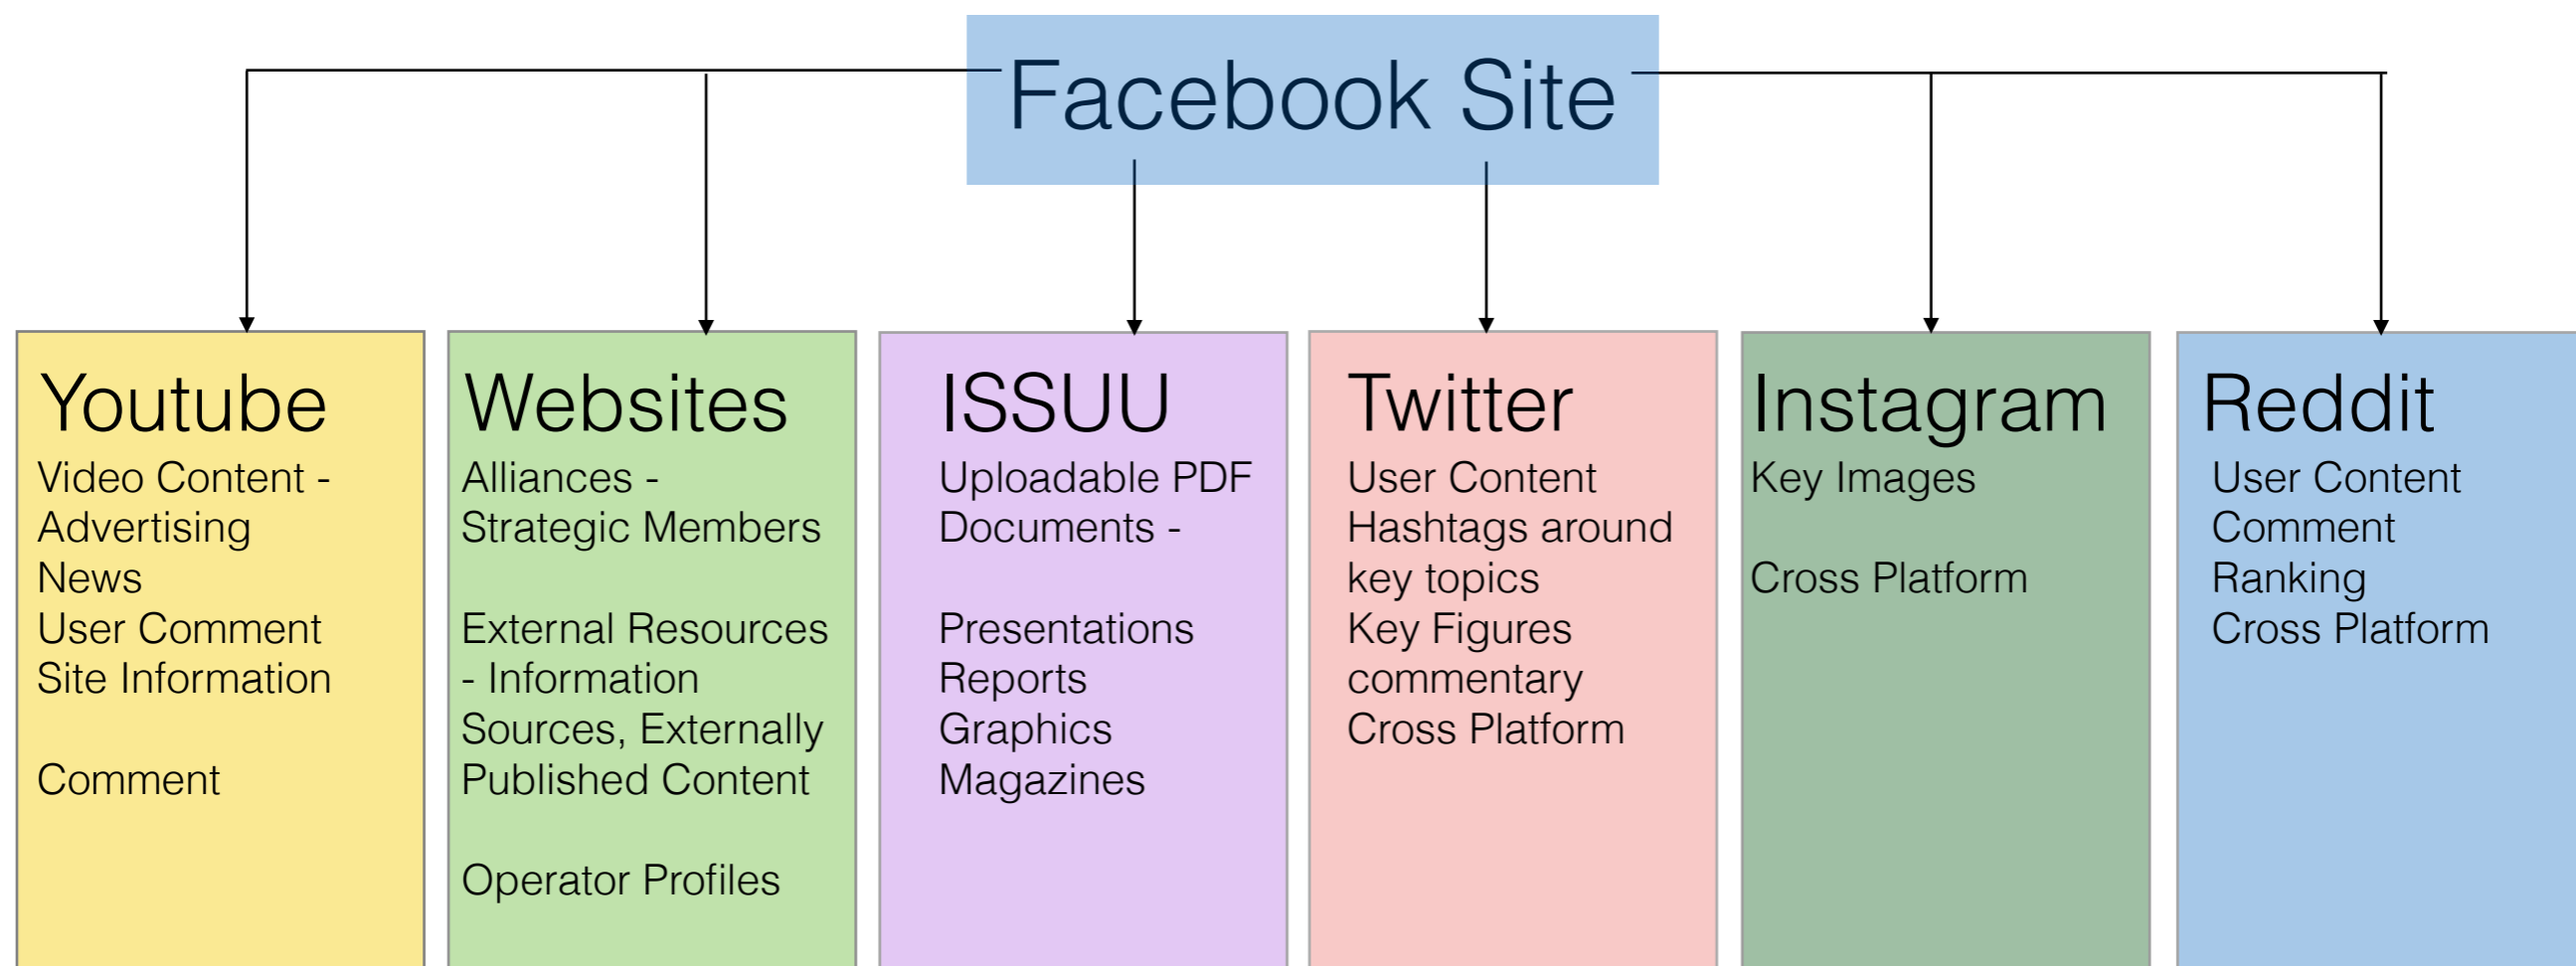 Facebook Site
Youtube
Video Content -
Advertising
News
User Comment
Site Information
Comment
Websites
Alliances -
Strategic Members
External Resources
- Information
Sources, Externally
Published Content
Operator Profiles
ISSUU
Uploadable PDF
Documents -
Presentations
Reports
Graphics
Magazines
Twitter
User Content
Hashtags around
key topics
Key Figures
commentary
Cross Platform
Instagram
Key Images
Cross Platform
Reddit
User Content
Comment
Ranking
Cross Platform